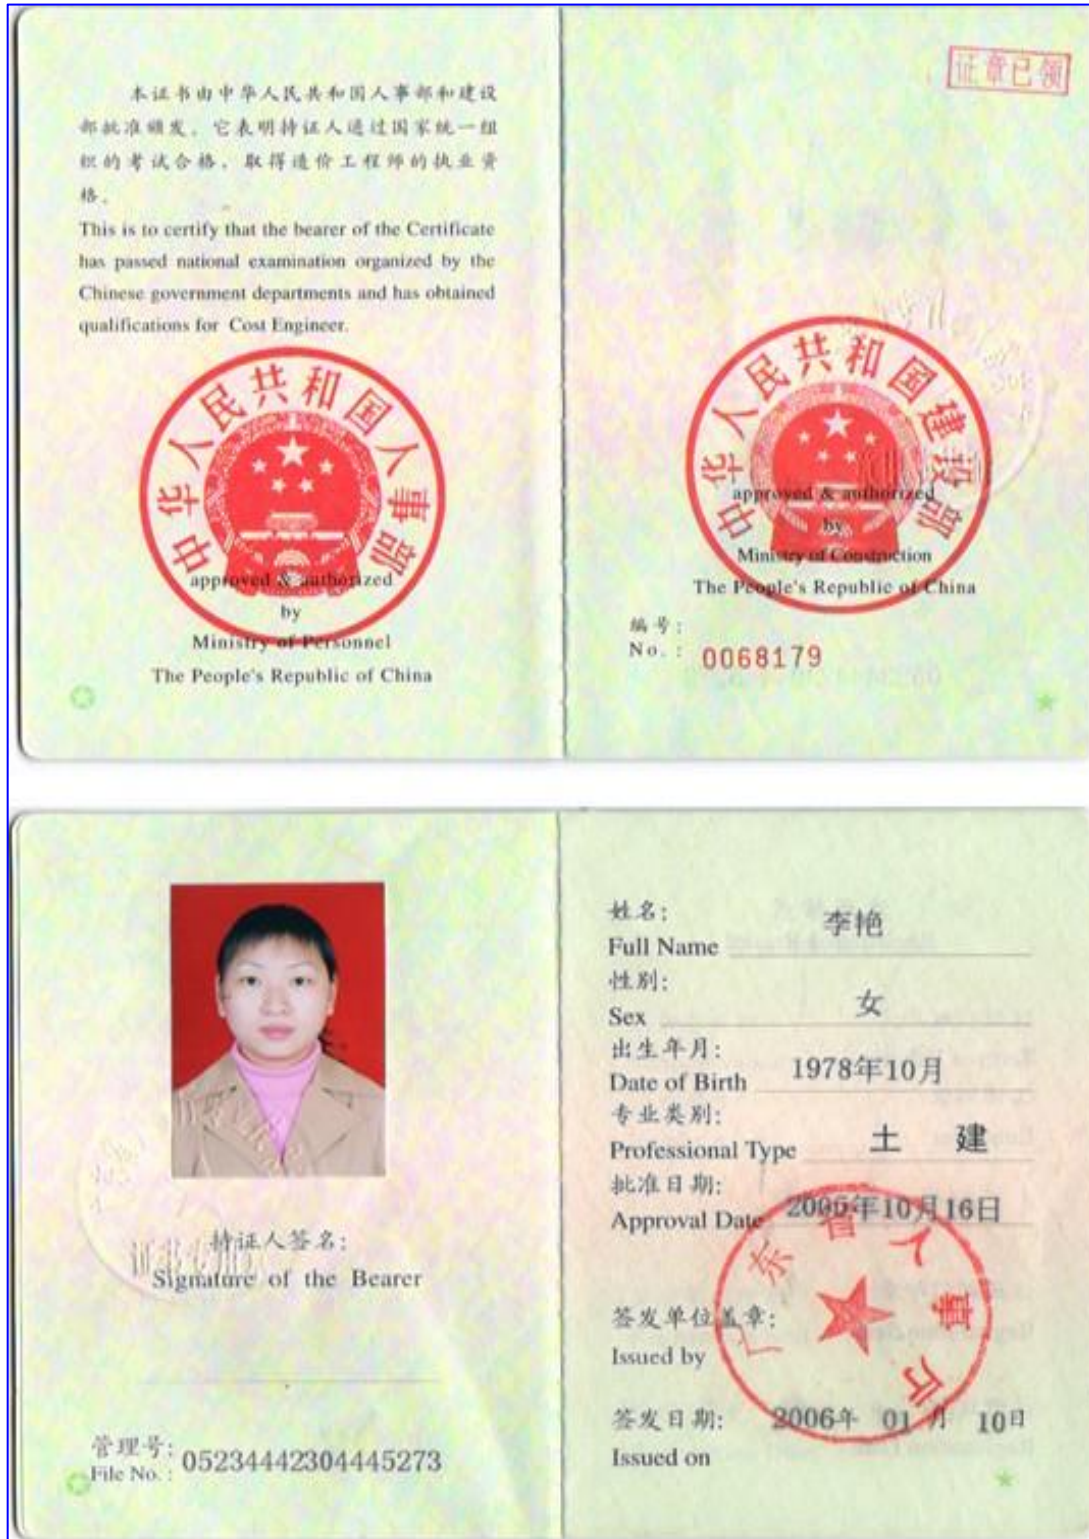 证章已领
本证书由中华人民共和国人事部和建设
部批准颁发。它表明持证人通过国家统一组
织的考试合格，取得造价工程师的执业资
格。
This is to certify that the bearer of the Certificate
has passed national examination organized by the
Chinese government departments and has obtained
qualifications for Cost Engineer.
中华人民共和国人事部
approved & authorized
by
Ministry of Personnel
The People's Republic of China
中华人民共和国建设部
approved & authorized
by
Ministry of Construction
The People's Republic of China
编号:
No.: 0068179
持证人签名:
Signature of the Bearer
管理号:
File No.: 05234442304445273
姓名: 李艳
Full Name
性别: 女
Sex
出生年月: 1978年10月
Date of Birth
专业类别: 土 建
Professional Type
批准日期: 2005年10月16日
Approval Date
广东省人事厅
签发单位盖章:
Issued by
签发日期: 2006年 01月 10日
Issued on